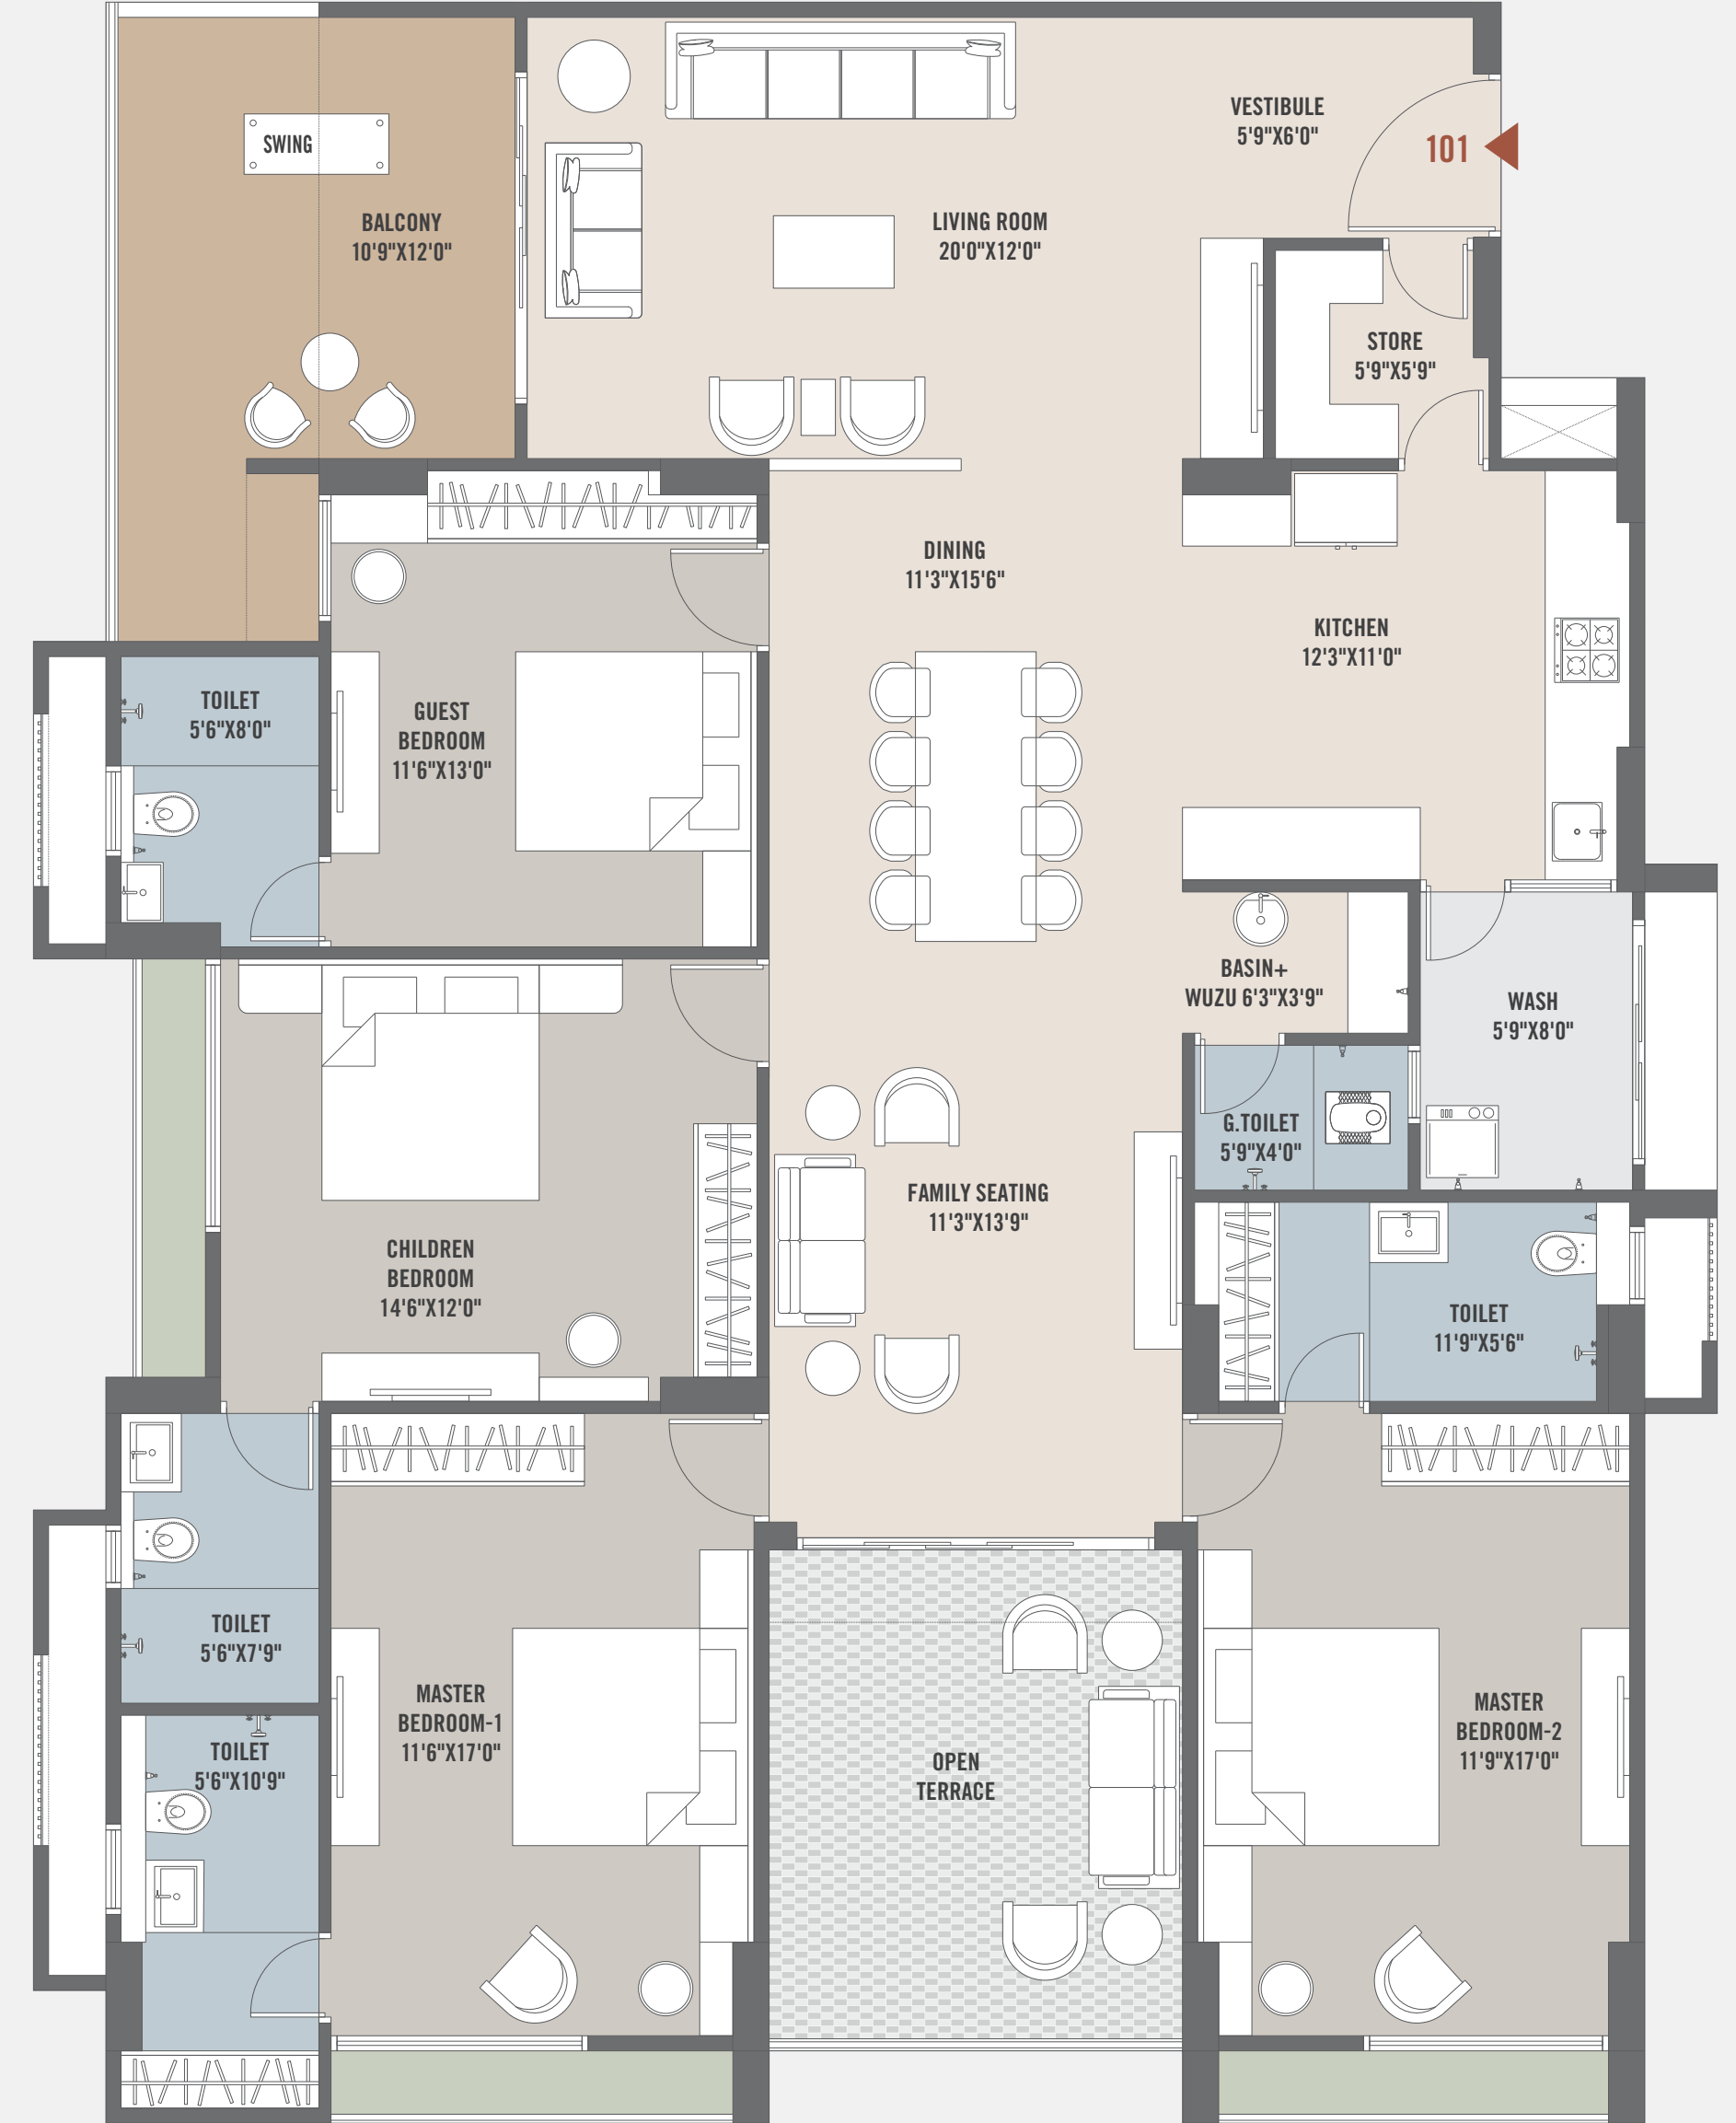 VESTIBULE
5'9"X6'0"
101
SWING
BALCONY
10'9"X12'0"
LIVING ROOM
20'0"X12'0"
STORE
5'9"X5'9"
DINING
11'3"X15'6"
KITCHEN
12'3"X11'0"
TOILET
5'6"X8'0"
GUEST
BEDROOM
11'6"X13'0"
BASIN+
WUZU 6'3"X3'9"
WASH
5'9"X8'0"
G.TOILET
5'9"X4'0"
FAMILY SEATING
11'3"X13'9"
CHILDREN
BEDROOM
14'6"X12'0"
TOILET
11'9"X5'6"
TOILET
5'6"X7'9"
MASTER
BEDROOM-1
11'6"X17'0"
MASTER
BEDROOM-2
11'9"X17'0"
TOILET
5'6"X10'9"
OPEN
TERRACE